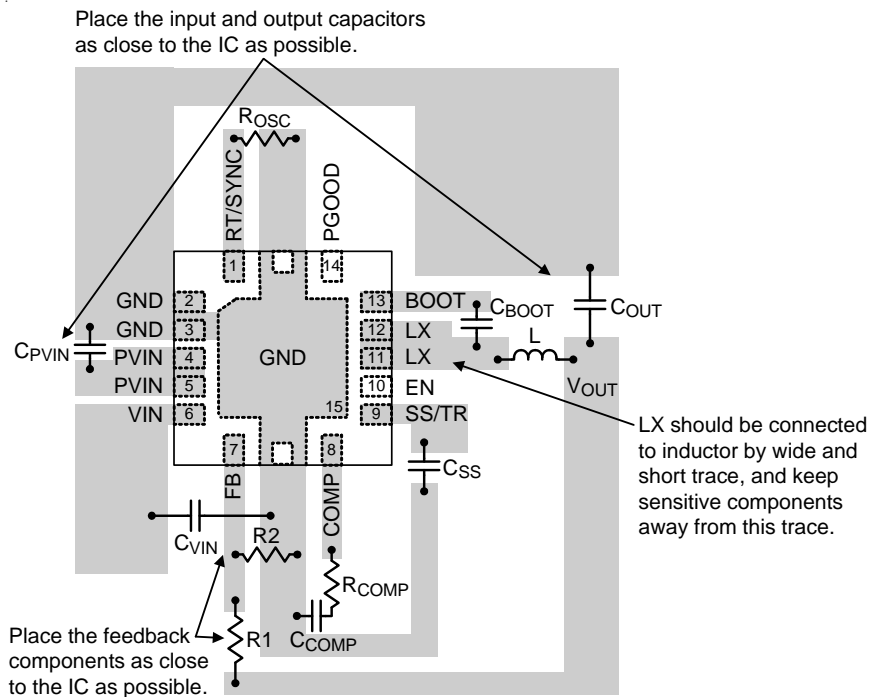 Place the input and output capacitors
as close to the IC as possible.
ROSC
RT/SYNC
PGOOD
1
14
GND 2
13 BOOT
CBOOT
COUT
GND 3
12 LX
L
CPVIN
PVIN 4
GND
11 LX
PVIN 5
10 EN
VOUT
VIN 6
15
9 SS/TR
LX should be connected
to inductor by wide and
short trace, and keep
sensitive components
away from this trace.
7
8
CSS
FB
COMP
CVIN
R2
RCOMP
CCOMP
R1
Place the feedback
components as close
to the IC as possible.